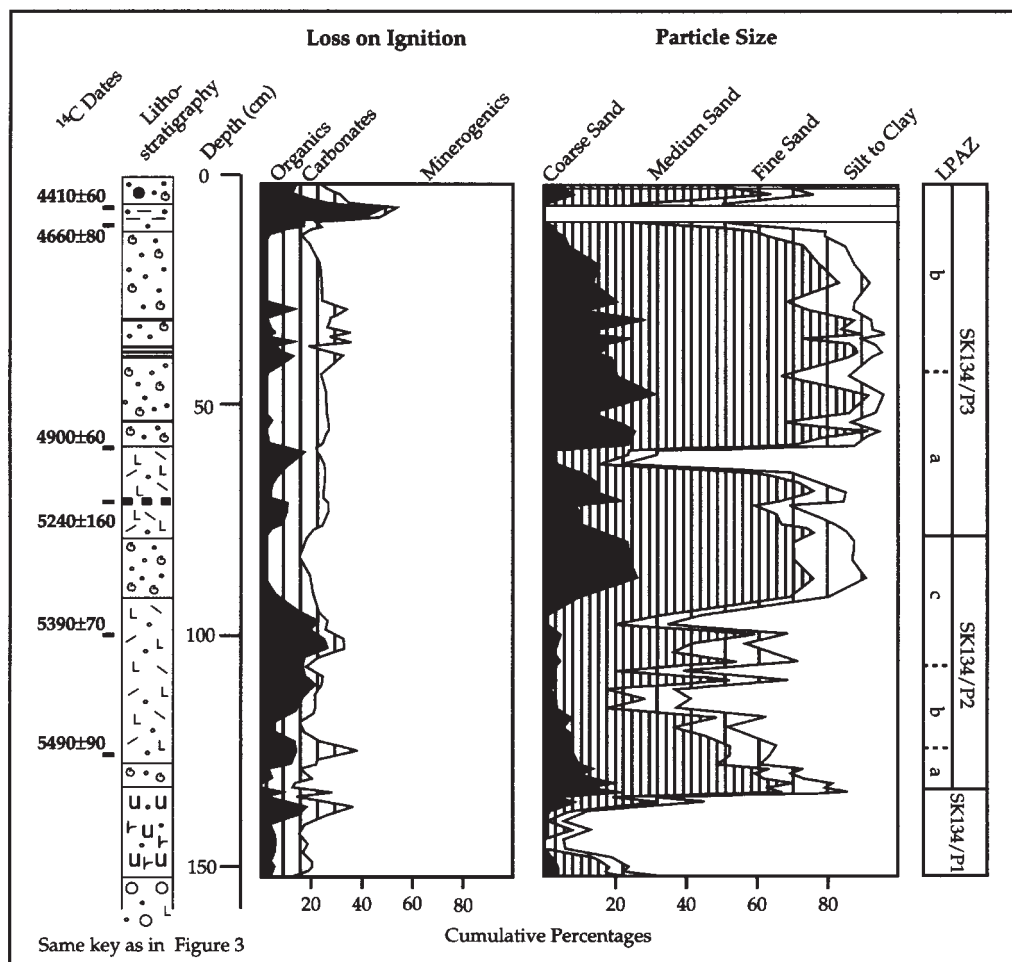 Loss on Ignition
Particle Size
¹⁴C Dates
Litho-
stratigraphy
Depth (cm)
Organics
Carbonates
Minerogenics
Coarse Sand
Medium Sand
Fine Sand
Silt to Clay
LPAZ
0
50
100
150
4410±60
4660±80
4900±60
5240±160
5390±70
5490±90
b
a
c
b
a
SK134/P3
SK134/P2
SK134/P1
20 40 60 80
20 40 60 80
Cumulative Percentages
Same key as in Figure 3